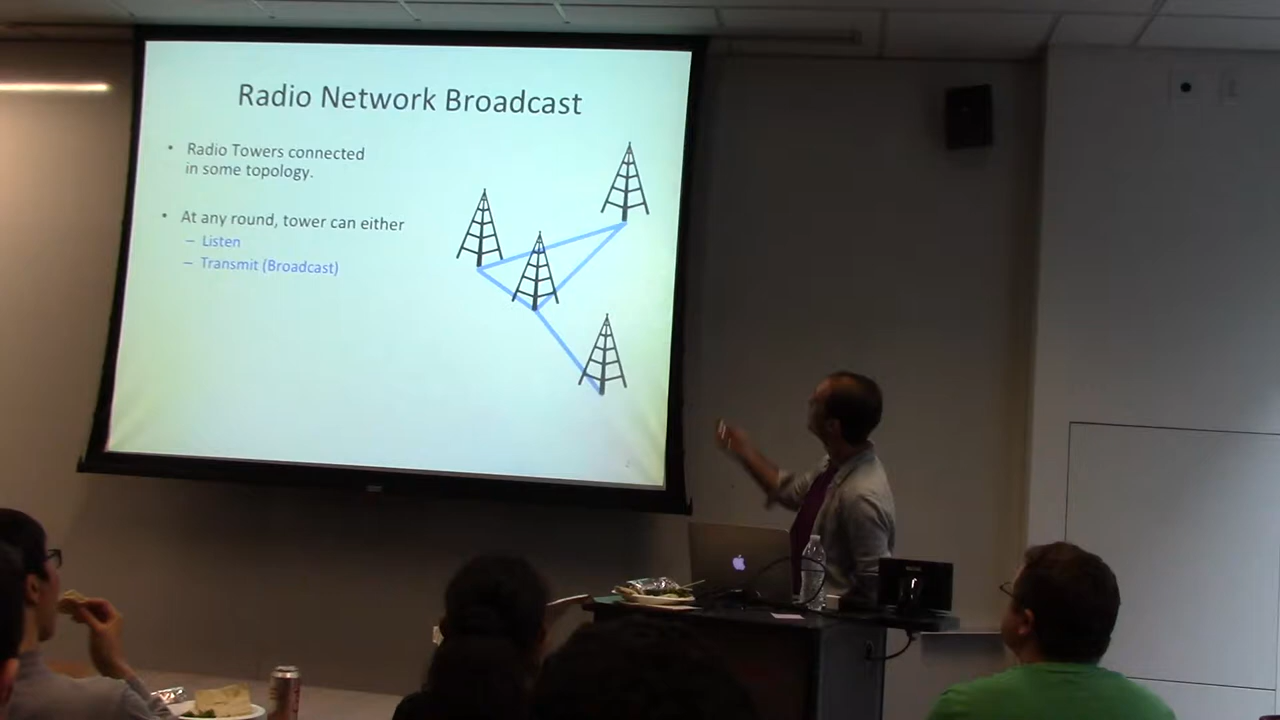 Radio Network Broadcast
• Radio Towers connected
in some topology.
• At any round, tower can either
– Listen
– Transmit (Broadcast)